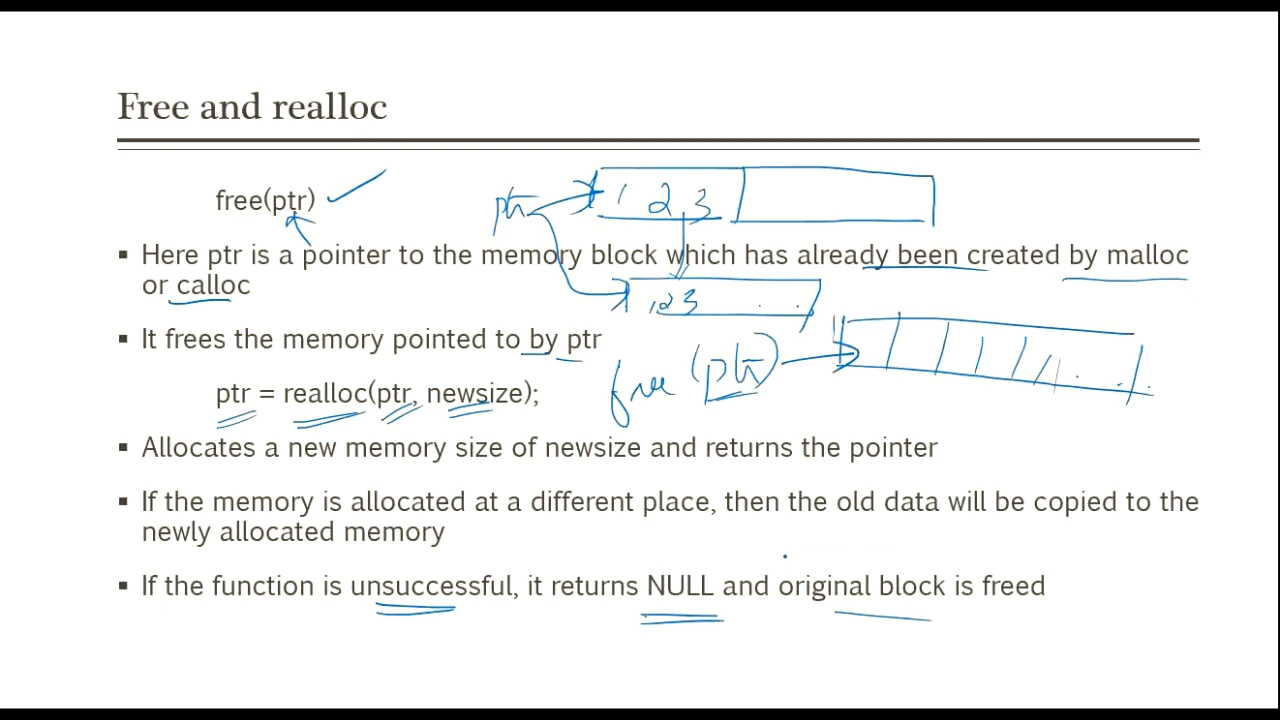 Free and realloc
free(ptr)
ptr
1 2 3
▪ Here ptr is a pointer to the memory block which has already been created by malloc
or calloc
123
▪ It frees the memory pointed to by ptr
free (ptr)
ptr = realloc(ptr, newsize);
▪ Allocates a new memory size of newsize and returns the pointer
▪ If the memory is allocated at a different place, then the old data will be copied to the
newly allocated memory
▪ If the function is unsuccessful, it returns NULL and original block is freed